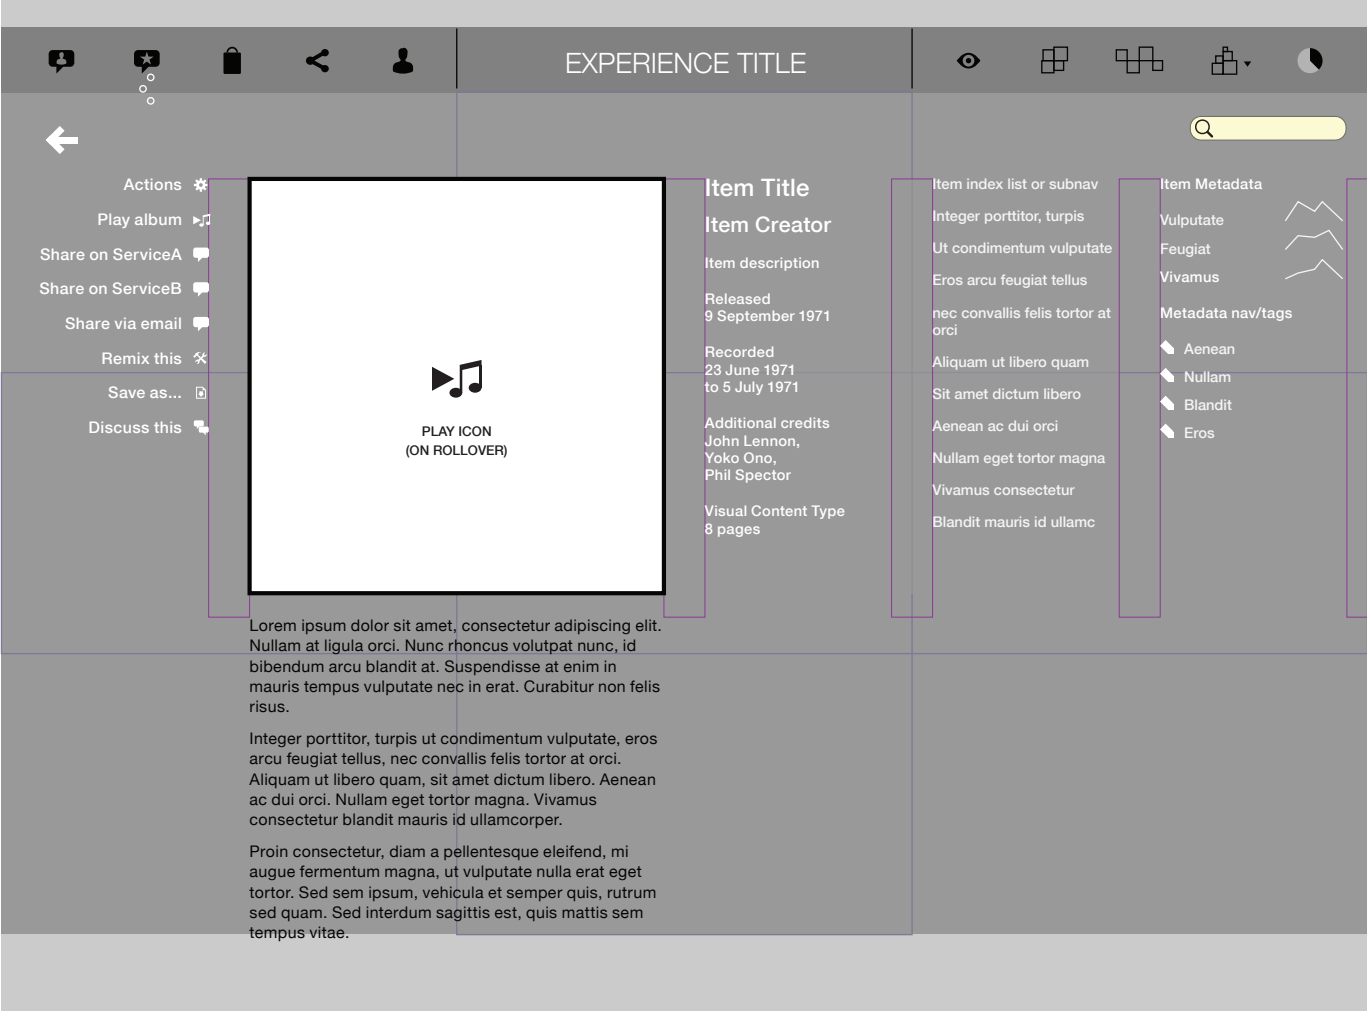 EXPERIENCE TITLE
Actions
Play album
Share on ServiceA
Share on ServiceB
Share via email
Remix this
Save as...
Discuss this
PLAY ICON
(ON ROLLOVER)
Lorem ipsum dolor sit amet, consectetur adipiscing elit.
Nullam at ligula orci. Nunc rhoncus volutpat nunc, id
bibendum arcu blandit at. Suspendisse at enim in
mauris tempus vulputate nec in erat. Curabitur non felis
risus.
Integer porttitor, turpis ut condimentum vulputate, eros
arcu feugiat tellus, nec convallis felis tortor at orci.
Aliquam ut libero quam, sit amet dictum libero. Aenean
ac dui orci. Nullam eget tortor magna. Vivamus
consectetur blandit mauris id ullamcorper.
Proin consectetur, diam a pellentesque eleifend, mi
augue fermentum magna, ut vulputate nulla erat eget
tortor. Sed sem ipsum, vehicula et semper quis, rutrum
sed quam. Sed interdum sagittis est, quis mattis sem
tempus vitae.
Item Title
Item Creator
Item description
Released
9 September 1971
Recorded
23 June 1971
to 5 July 1971
Additional credits
John Lennon,
Yoko Ono,
Phil Spector
Visual Content Type
8 pages
Item index list or subnav
Integer porttitor, turpis
Ut condimentum vulputate
Eros arcu feugiat tellus
nec convallis felis tortor at
orci
Aliquam ut libero quam
Sit amet dictum libero
Aenean ac dui orci
Nullam eget tortor magna
Vivamus consectetur
Blandit mauris id ullamc
Item Metadata
Vulputate
Feugiat
Vivamus
Metadata nav/tags
Aenean
Nullam
Blandit
Eros